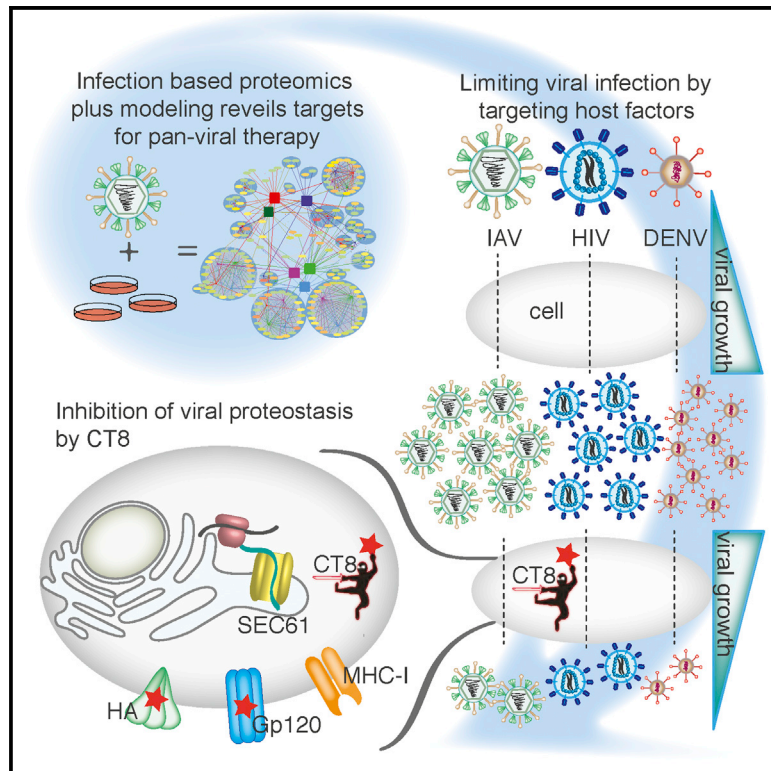 Infection based proteomics
plus modeling reveils targets
for pan-viral therapy
+
=
Limiting viral infection by
targeting host factors
IAV
HIV
DENV
cell
viral growth
Inhibition of viral proteostasis
by CT8
SEC61
CT8
HA
Gp120
MHC-I
CT8
viral growth